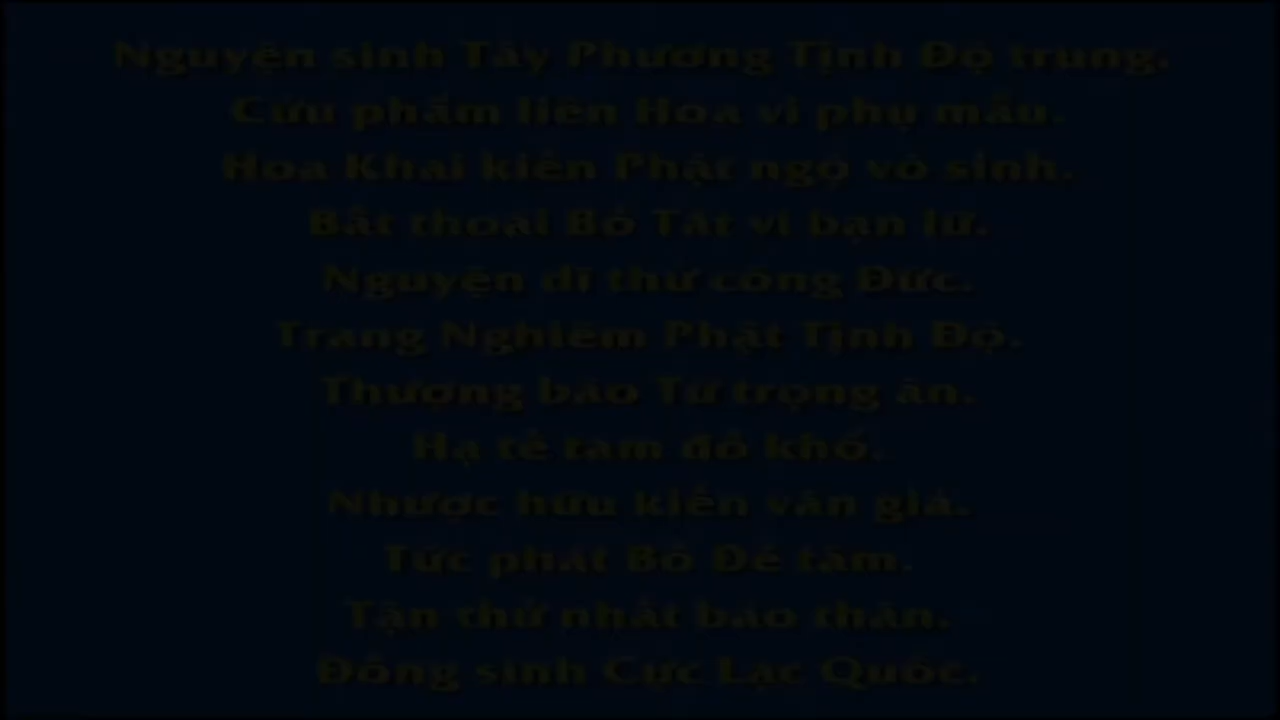 Nguyện sinh Tây Phương Tịnh Độ trung,
Cửu phẩm liên Hoa vi phụ mẫu.
Hoa Khai kiến Phật ngộ vô sinh.
Bất thoái Bồ Tát vi bạn lữ.
Nguyện dĩ thử công Đức.
Trang Nghiêm Phật Tịnh Độ.
Thượng báo Tứ trọng ân.
Hạ tế tam đồ khổ.
Nhược hữu kiến văn giả.
Tức phát Bồ Đề tâm.
Tận thử nhất báo thân.
Đồng sinh Cực Lạc Quốc.